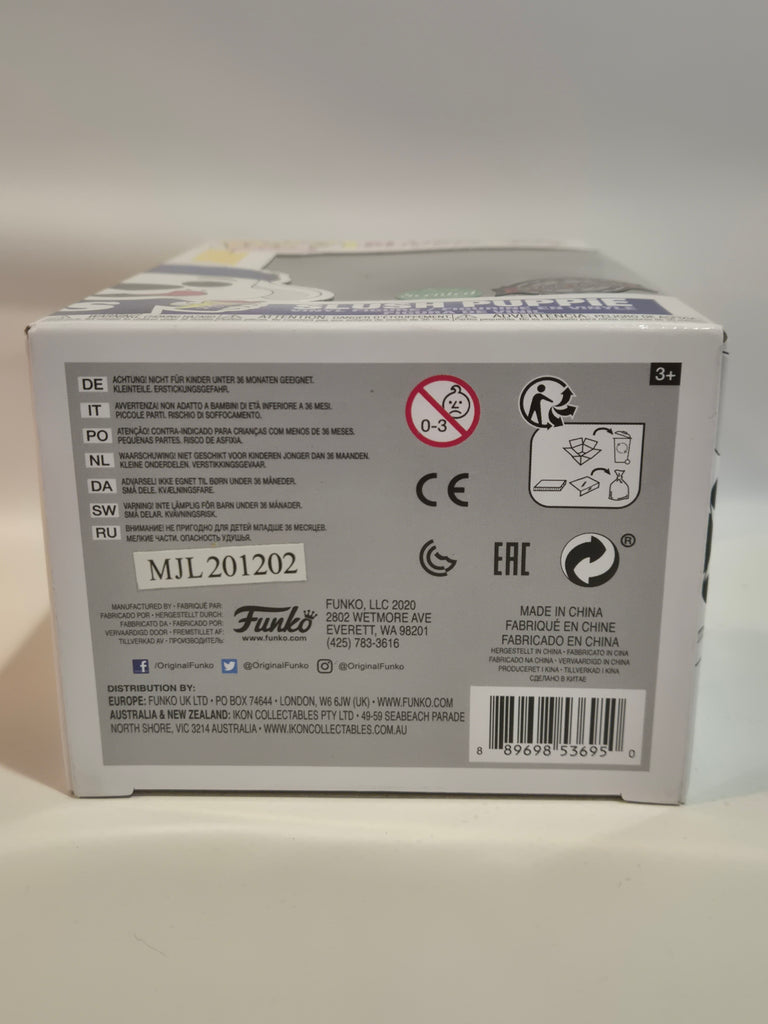 Scented
SLUSH PUPPIE
3+
DE ACHTUNG! NICHT FÜR KINDER UNTER 36 MONATEN GEEIGNET.
KLEINTEILE. ERSTICKUNGSGEFAHR.
IT AVVERTENZA! NON ADATTO A BAMBINI DI ETÀ INFERIORE A 36 MESI.
PICCOLE PARTI. RISCHIO DI SOFFOCAMENTO.
PO ATENÇÃO! CONTRA-INDICADO PARA CRIANÇAS COM MENOS DE 36 MESES.
PEQUENAS PARTES. RISCO DE ASFIXIA.
NL WAARSCHUWING! NIET GESCHIKT VOOR KINDEREN JONGER DAN 36 MAANDEN.
KLEINE ONDERDELEN. VERSTIKKINGSGEVAAR.
DA ADVARSEL! IKKE EGNET TIL BØRN UNDER 36 MÅNEDER.
SMÅ DELE. KVÆLNINGSFARE.
SW VARNING! INTE LÄMPLIG FÖR BARN UNDER 36 MÅNADER.
SMÅ DELAR. KVÄVNINGSRISK.
RU ВНИМАНИЕ! НЕ ПРИГОДНО ДЛЯ ДЕТЕЙ МЛАДШЕ 36 МЕСЯЦЕВ.
МЕЛКИЕ ЧАСТИ. ОПАСНОСТЬ УДУШЬЯ.
0-3
CE
EAC
®
MJL 201202
MANUFACTURED BY • FABRIQUÉ PAR:
FABRICADO POR • HERGESTELLT DURCH:
FABBRICATO DA • FABRICADO POR:
VERVAARDIGD DOOR • FREMSTILLET AF:
TILLVERKAD AV • ПРОИЗВОДИТЕЛЬ:
Funko
www.funko.com
FUNKO, LLC 2020
2802 WETMORE AVE
EVERETT, WA 98201
(425) 783-3616
/OriginalFunko @OriginalFunko @OriginalFunko
MADE IN CHINA
FABRIQUÉ EN CHINE
FABRICADO EN CHINA
HERGESTELLT IN CHINA • FABBRICATO IN CINA
FABRICADO NA CHINA • VERVAARDIGD IN CHINA
PRODUCERET I KINA • TILLVERKAD I KINA
СДЕЛАНО В КИТАЕ
DISTRIBUTION BY:
EUROPE: FUNKO UK LTD • PO BOX 74644 • LONDON, W6 6JW (UK) • WWW.FUNKO.COM
AUSTRALIA & NEW ZEALAND: IKON COLLECTABLES PTY LTD • 49-59 SEABEACH PARADE
NORTH SHORE, VIC 3214 AUSTRALIA • WWW.IKONCOLLECTABLES.COM.AU
8 89698 53695 0